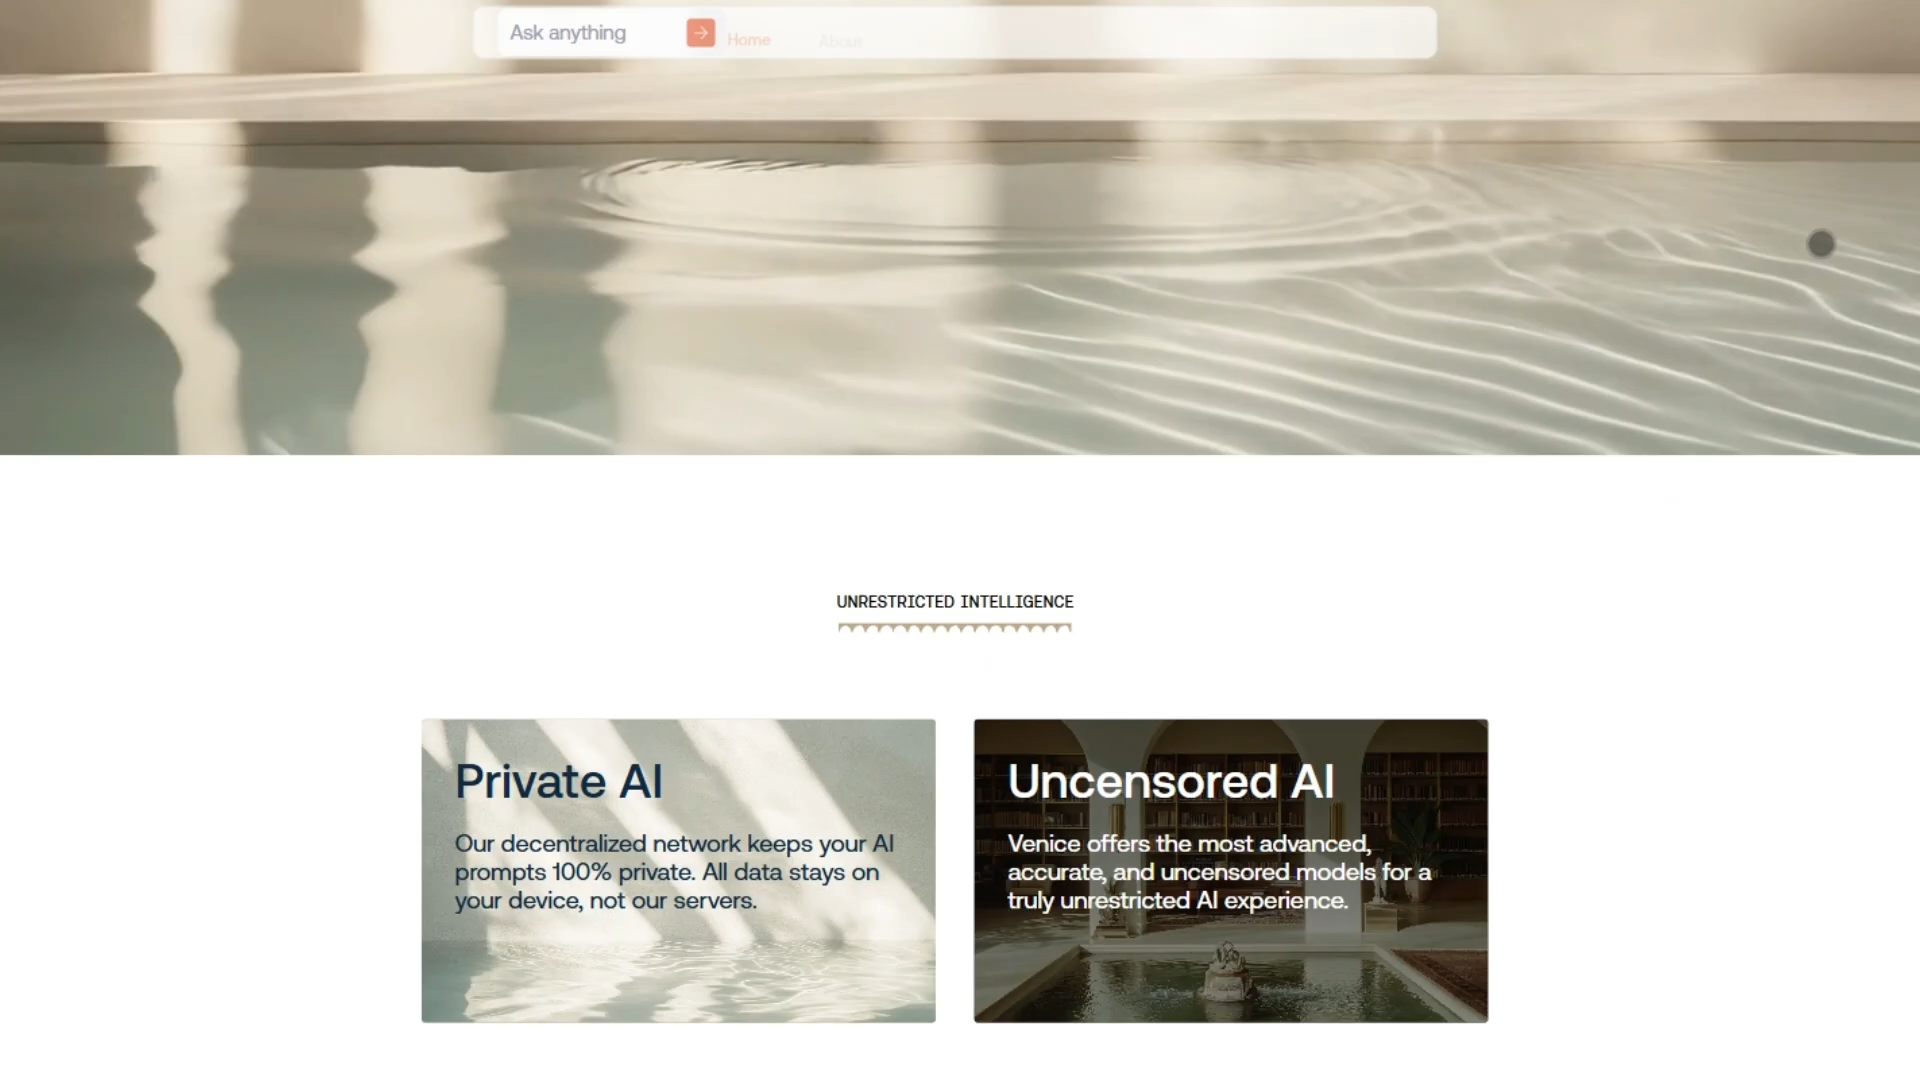 Ask anything
Home
About
UNRESTRICTED INTELLIGENCE
Private AI
Our decentralized network keeps your AI
prompts 100% private. All data stays on
your device, not our servers.
Uncensored AI
Venice offers the most advanced,
accurate, and uncensored models for a
truly unrestricted AI experience.